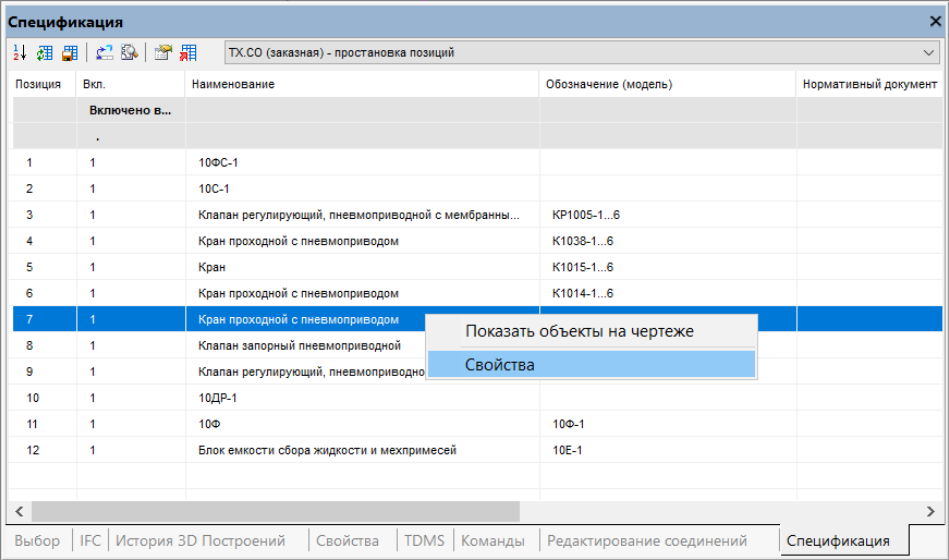 Спецификация
ТХ.СО (заказная) - простановка позиций
Позиция Вкл. Наименование Обозначение (модель) Нормативный документ
Включено в...
.
1 1 10ФС-1
2 1 10С-1
3 1 Клапан регулирующий, пневмоприводной с мембранны... КР1005-1...6
4 1 Кран проходной с пневмоприводом К1038-1...6
5 1 Кран К1015-1...6
6 1 Кран проходной с пневмоприводом К1014-1...6
7 1 Кран проходной с пневмоприводом
Показать объекты на чертеже
8 1 Клапан запорный пневмоприводной
Свойства
9 1 Клапан регулирующий, пневмоприводно
10 1 10ДР-1
11 1 10Ф 10Ф-1
12 1 Блок емкости сбора жидкости и мехпримесей 10Е-1
Выбор IFC История 3D Построений Свойства TDMS Команды Редактирование соединений Спецификация